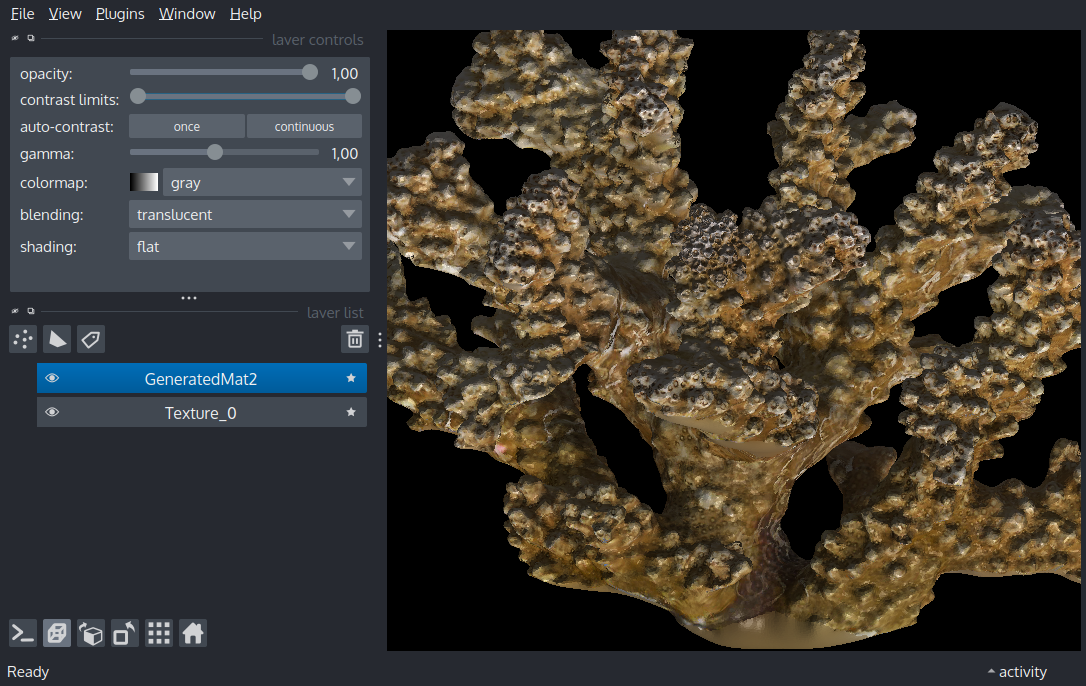 File View Plugins Window Help
layer controls
opacity: 1,00
contrast limits:
auto-contrast: once continuous
gamma: 1,00
colormap: gray
blending: translucent
shading: flat
layer list
GeneratedMat2
Texture_0
Ready
activity